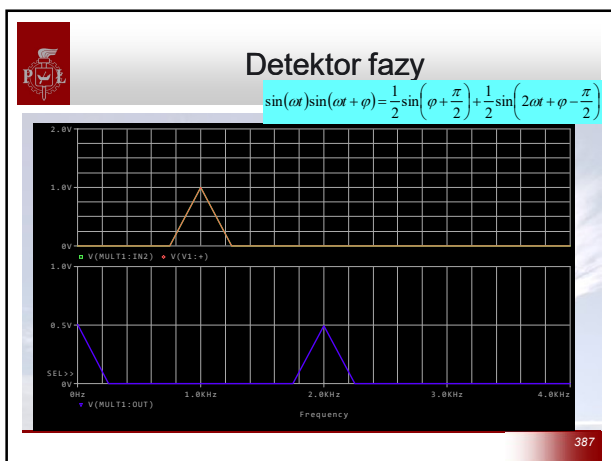 P Ł
Detektor fazy
sin(ωt)sin(ωt + φ) = 1/2 sin(φ + π/2) + 1/2 sin(2ωt + φ − π/2)
2.0V
1.0V
0V
V(MULT1:IN2) V(V1:+)
1.0V
0.5V
SEL>>
0V
0Hz 1.0KHz 2.0KHz 3.0KHz 4.0KHz
V(MULT1:OUT)
Frequency
387